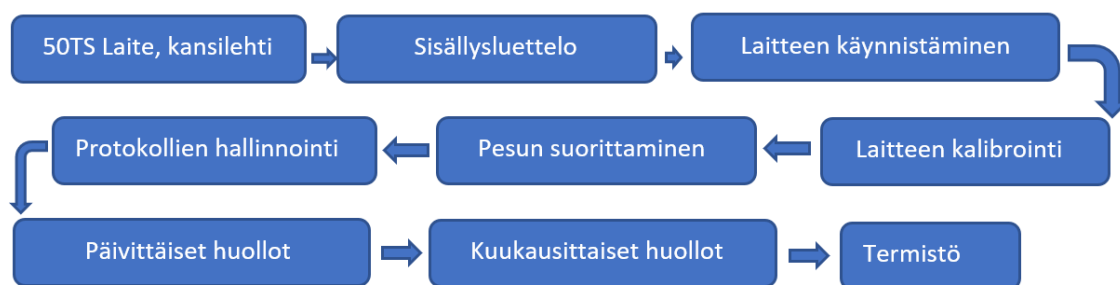 50TS Laite, kansilehti
Sisällysluettelo
Laitteen käynnistäminen
Laitteen kalibrointi
Pesun suorittaminen
Protokollien hallinnointi
Päivittäiset huollot
Kuukausittaiset huollot
Termistö